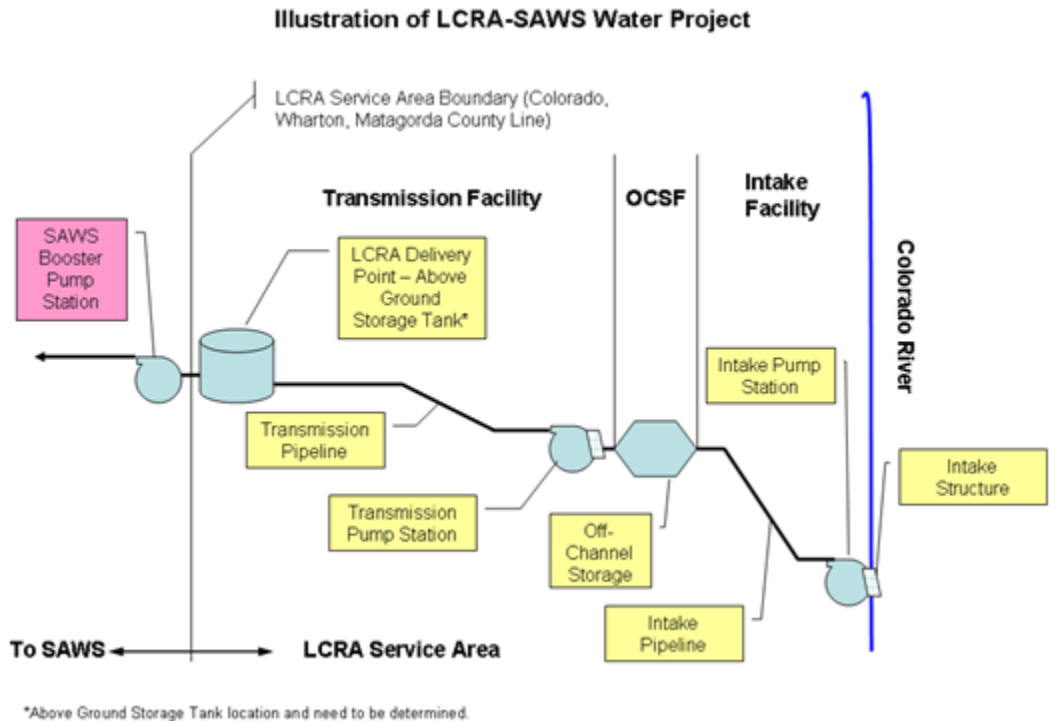 Illustration of LCRA-SAWS Water Project
LCRA Service Area Boundary (Colorado,
Wharton, Matagorda County Line)
Transmission Facility
OCSF
Intake
Facility
SAWS
Booster
Pump
Station
LCRA Delivery
Point – Above
Ground
Storage Tank*
Colorado River
Intake Pump
Station
Transmission
Pipeline
Intake
Structure
Transmission
Pump Station
Off-
Channel
Storage
Intake
Pipeline
To SAWS
LCRA Service Area
*Above Ground Storage Tank location and need to be determined.